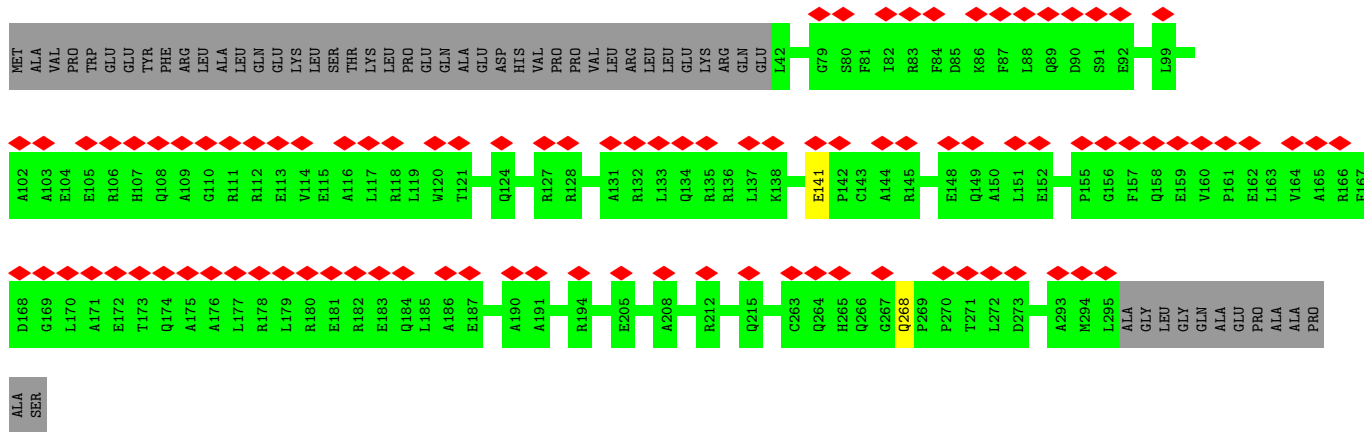 MET ALA VAL PRO TRP GLU GLU TYR PHE ARG LEU ALA LEU GLN GLU LYS LEU SER THR LYS LEU PRO GLU GLN ALA GLU ASP HIS VAL PRO PRO VAL LEU ARG LEU LEU GLU LYS ARG GLN GLU L42 G79 S80 F81 I82 R83 F84 D85 K86 F87 L88 Q89 D90 S91 E92 L99
A102 A103 E104 E105 R106 H107 Q108 A109 G110 R111 R112 E113 V114 E115 A116 L117 R118 L119 W120 T121 Q124 R127 R128 A131 R132 L133 Q134 R135 R136 L137 K138 E141 P142 C143 A144 R145 E148 Q149 A150 L151 E152 P155 G156 F157 Q158 E159 V160 P161 E162 L163 V164 A165 R166 E167
D168 G169 L170 A171 E172 T173 Q174 A175 A176 L177 R178 L179 R180 E181 R182 E183 Q184 L185 A186 E187 A190 A191 R194 E205 A208 R212 Q215 C263 Q264 H265 Q266 G267 Q268 P269 P270 T271 L272 D273 A293 M294 L295 ALA GLY LEU GLY GLN ALA GLU PRO ALA ALA PRO
ALA SER